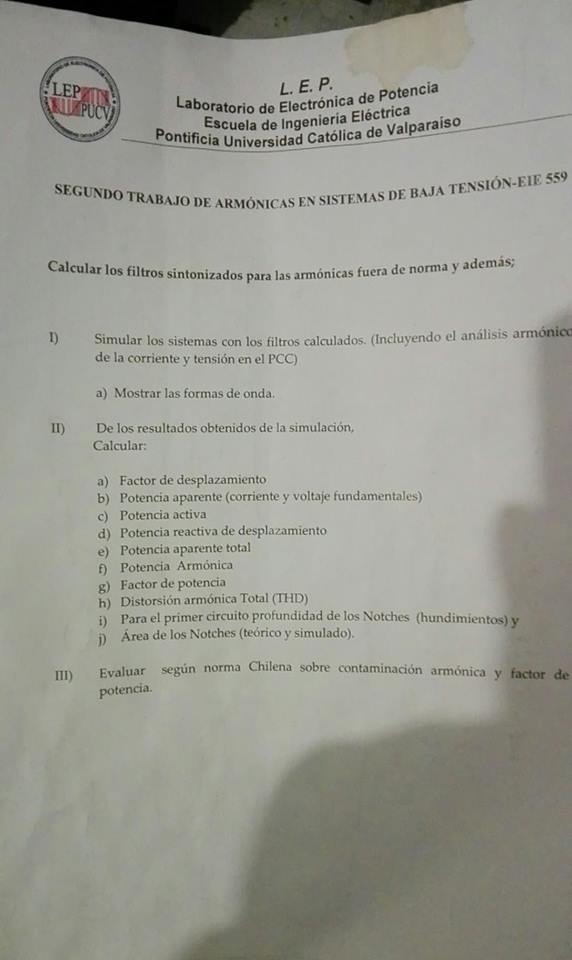 LEP
PUCV
L. E. P.
Laboratorio de Electrónica de Potencia
Escuela de Ingeniería Eléctrica
Pontificia Universidad Católica de Valparaíso
SEGUNDO TRABAJO DE ARMÓNICAS EN SISTEMAS DE BAJA TENSIÓN-EIE 559
Calcular los filtros sintonizados para las armónicas fuera de norma y además;
I) Simular los sistemas con los filtros calculados. (Incluyendo el análisis armónico
de la corriente y tensión en el PCC)
a) Mostrar las formas de onda.
II) De los resultados obtenidos de la simulación,
Calcular:
a) Factor de desplazamiento
b) Potencia aparente (corriente y voltaje fundamentales)
c) Potencia activa
d) Potencia reactiva de desplazamiento
e) Potencia aparente total
f) Potencia Armónica
g) Factor de potencia
h) Distorsión armónica Total (THD)
i) Para el primer circuito profundidad de los Notches (hundimientos) y
j) Área de los Notches (teórico y simulado).
III) Evaluar según norma Chilena sobre contaminación armónica y factor de
potencia.